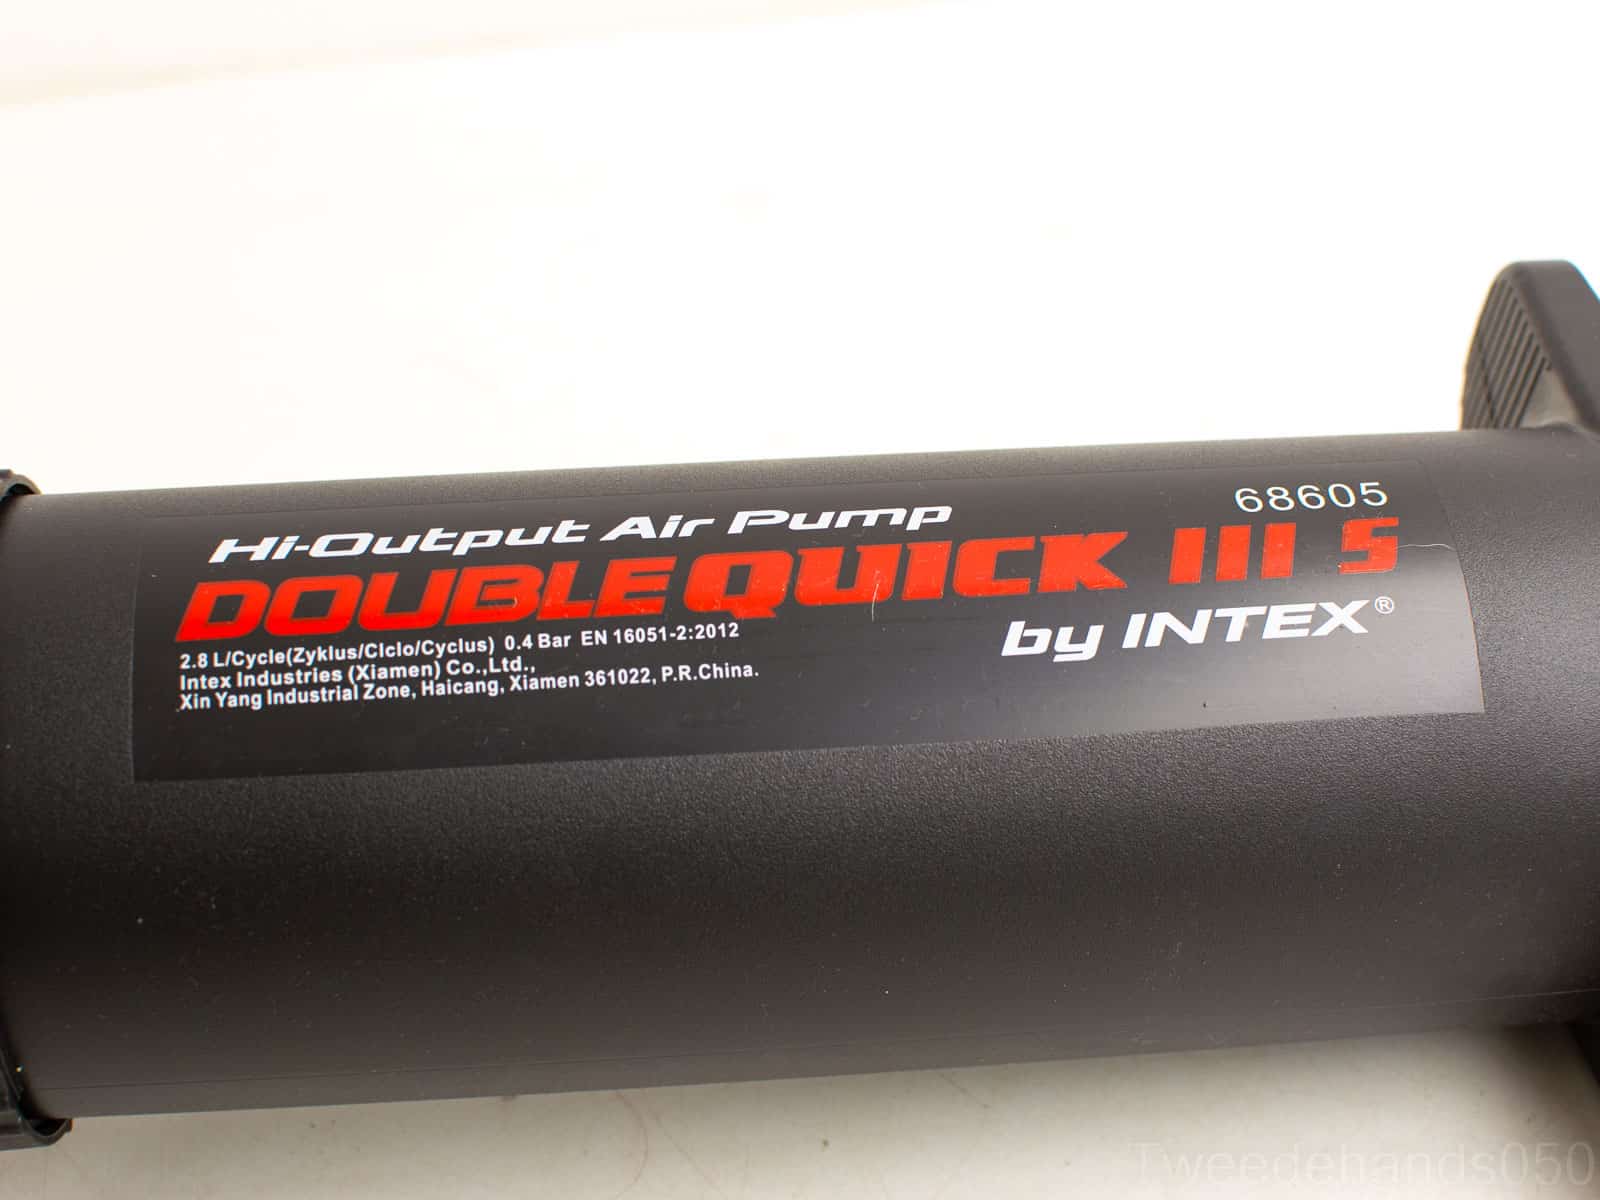 68605
Hi-Output Air Pump
DOUBLE QUICK III S
by INTEX®
2.8 L/Cycle(Zyklus/CIclo/Cyclus) 0.4 Bar EN 16051-2:2012
Intex Industries (Xiamen) Co.,Ltd.,
Xin Yang Industrial Zone, Haicang, Xiamen 361022, P.R.China.
Tweedehands050